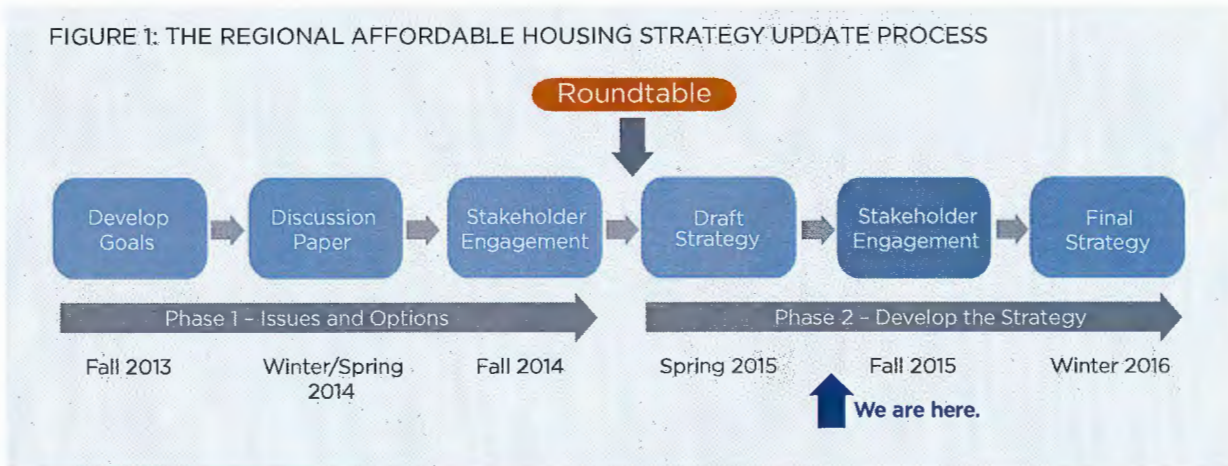 FIGURE 1: THE REGIONAL AFFORDABLE HOUSING STRATEGY UPDATE PROCESS
Roundtable
Develop
Goals
Discussion
Paper
Stakeholder
Engagement
Draft
Strategy
Stakeholder
Engagement
Final
Strategy
Phase 1 – Issues and Options
Phase 2 – Develop the Strategy
Fall 2013
Winter/Spring
2014
Fall 2014
Spring 2015
Fall 2015
Winter 2016
We are here.